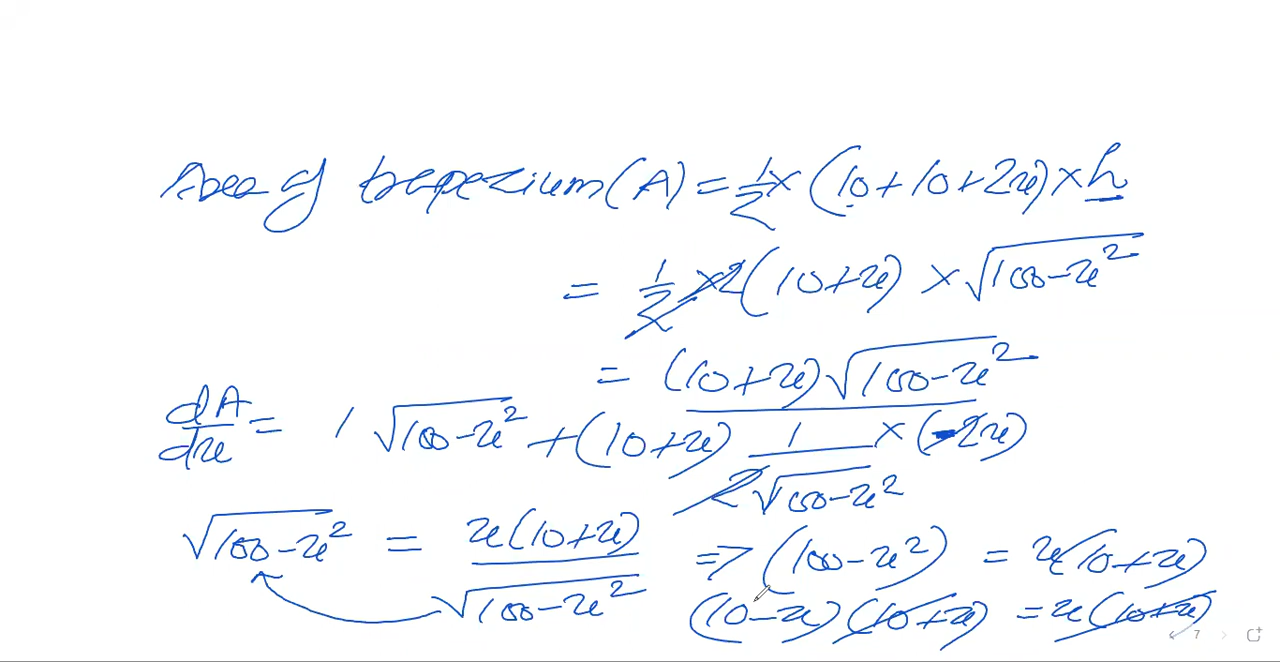 Area of trapezium (A) = 1/2 × (10 + 10 + 2x) × h
= 1/2 × 2 (10 + x) × √(100 - x²)
= (10 + x) √(100 - x²)
dA/dx = 1 √(100 - x²) + (10 + x) 1/(2√(100 - x²)) × (-2x)
√(100 - x²) = x(10 + x)/√(100 - x²) => (100 - x²) = x(10 + x)
(10 - x)(10 + x) = x(10 + x)
7